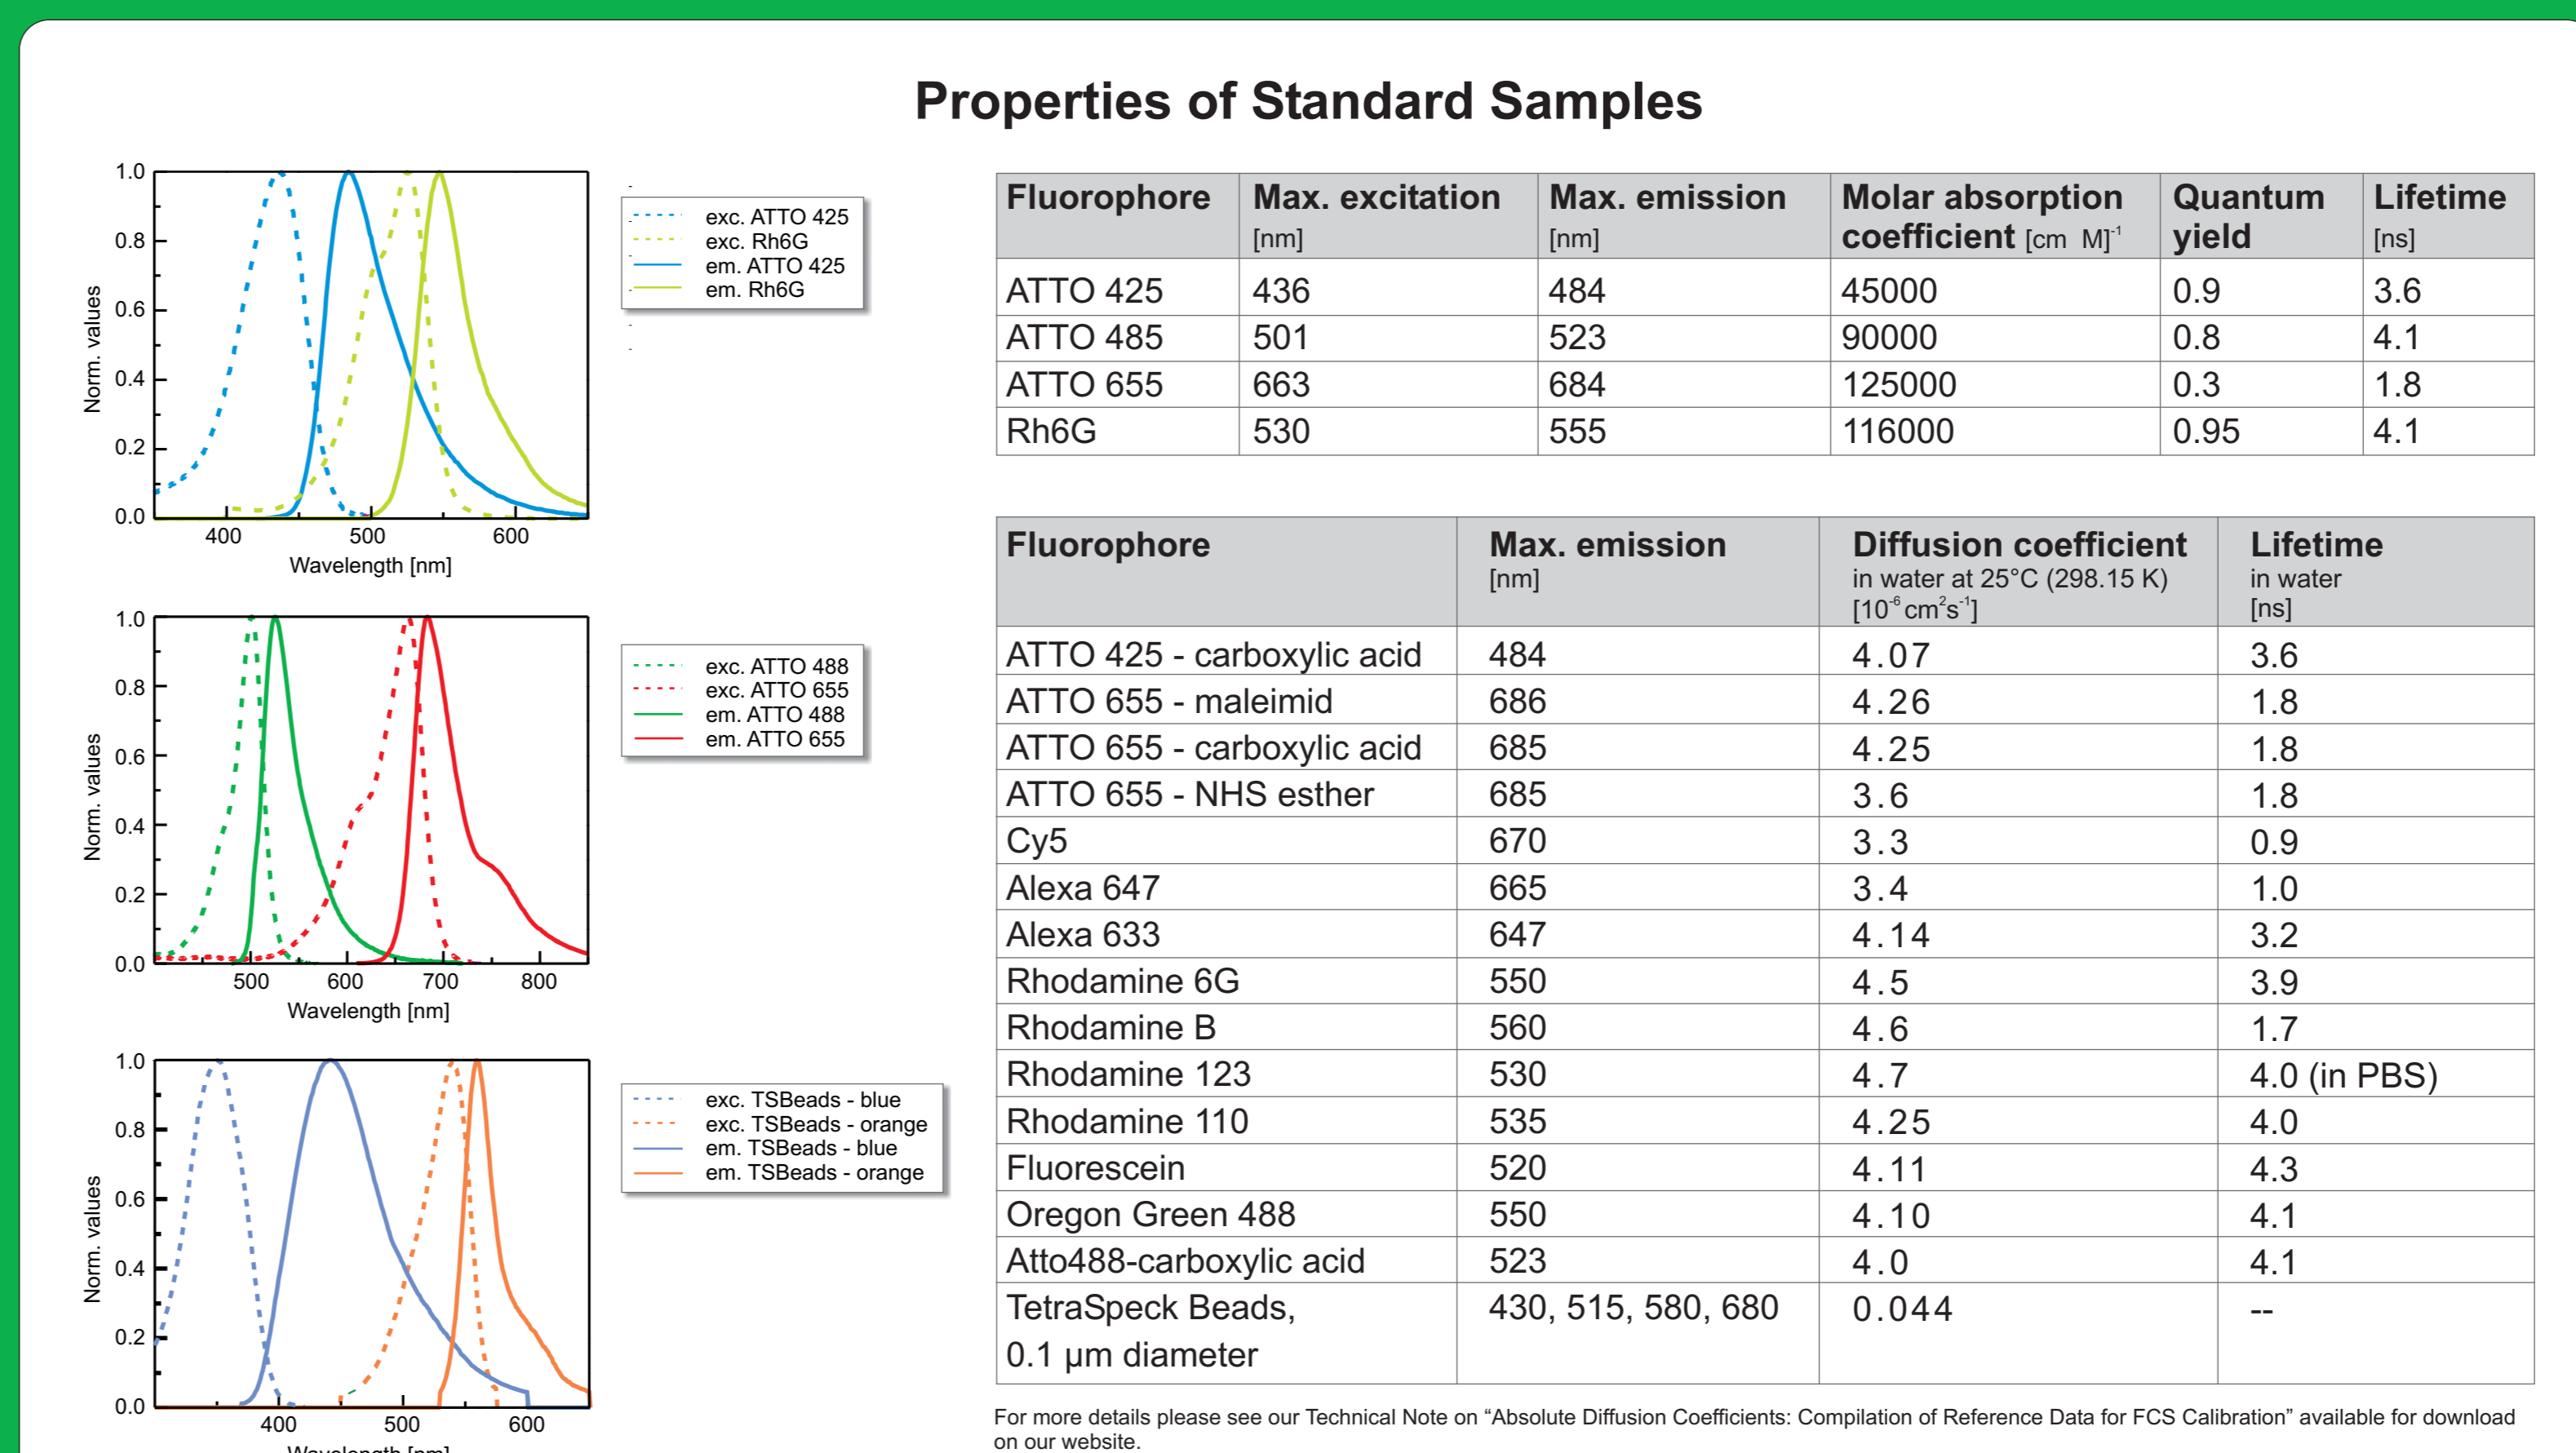 Properties of Standard Samples
1.0
0.8
0.6
0.4
0.2
0.0
Norm. values
400 500 600
Wavelength [nm]
exc. ATTO 425
exc. Rh6G
em. ATTO 425
em. Rh6G
1.0
0.8
0.6
0.4
0.2
0.0
Norm. values
500 600 700 800
Wavelength [nm]
exc. ATTO 488
exc. ATTO 655
em. ATTO 488
em. ATTO 655
1.0
0.8
0.6
0.4
0.2
0.0
Norm. values
400 500 600
Wavelength [nm]
exc. TSBeads - blue
exc. TSBeads - orange
em. TSBeads - blue
em. TSBeads - orange
Fluorophore Max. excitation Max. emission Molar absorption Quantum Lifetime
[nm] [nm] coefficient [cm M]⁻¹ yield [ns]
ATTO 425 436 484 45000 0.9 3.6
ATTO 485 501 523 90000 0.8 4.1
ATTO 655 663 684 125000 0.3 1.8
Rh6G 530 555 116000 0.95 4.1
Fluorophore Max. emission Diffusion coefficient Lifetime
[nm] in water at 25°C (298.15 K) in water
[10⁻⁶ cm²s⁻¹] [ns]
ATTO 425 - carboxylic acid 484 4.07 3.6
ATTO 655 - maleimid 686 4.26 1.8
ATTO 655 - carboxylic acid 685 4.25 1.8
ATTO 655 - NHS esther 685 3.6 1.8
Cy5 670 3.3 0.9
Alexa 647 665 3.4 1.0
Alexa 633 647 4.14 3.2
Rhodamine 6G 550 4.5 3.9
Rhodamine B 560 4.6 1.7
Rhodamine 123 530 4.7 4.0 (in PBS)
Rhodamine 110 535 4.25 4.0
Fluorescein 520 4.11 4.3
Oregon Green 488 550 4.10 4.1
Atto488-carboxylic acid 523 4.0 4.1
TetraSpeck Beads, 430, 515, 580, 680 0.044 --
0.1 µm diameter
For more details please see our Technical Note on “Absolute Diffusion Coefficients: Compilation of Reference Data for FCS Calibration” available for download
on our website.